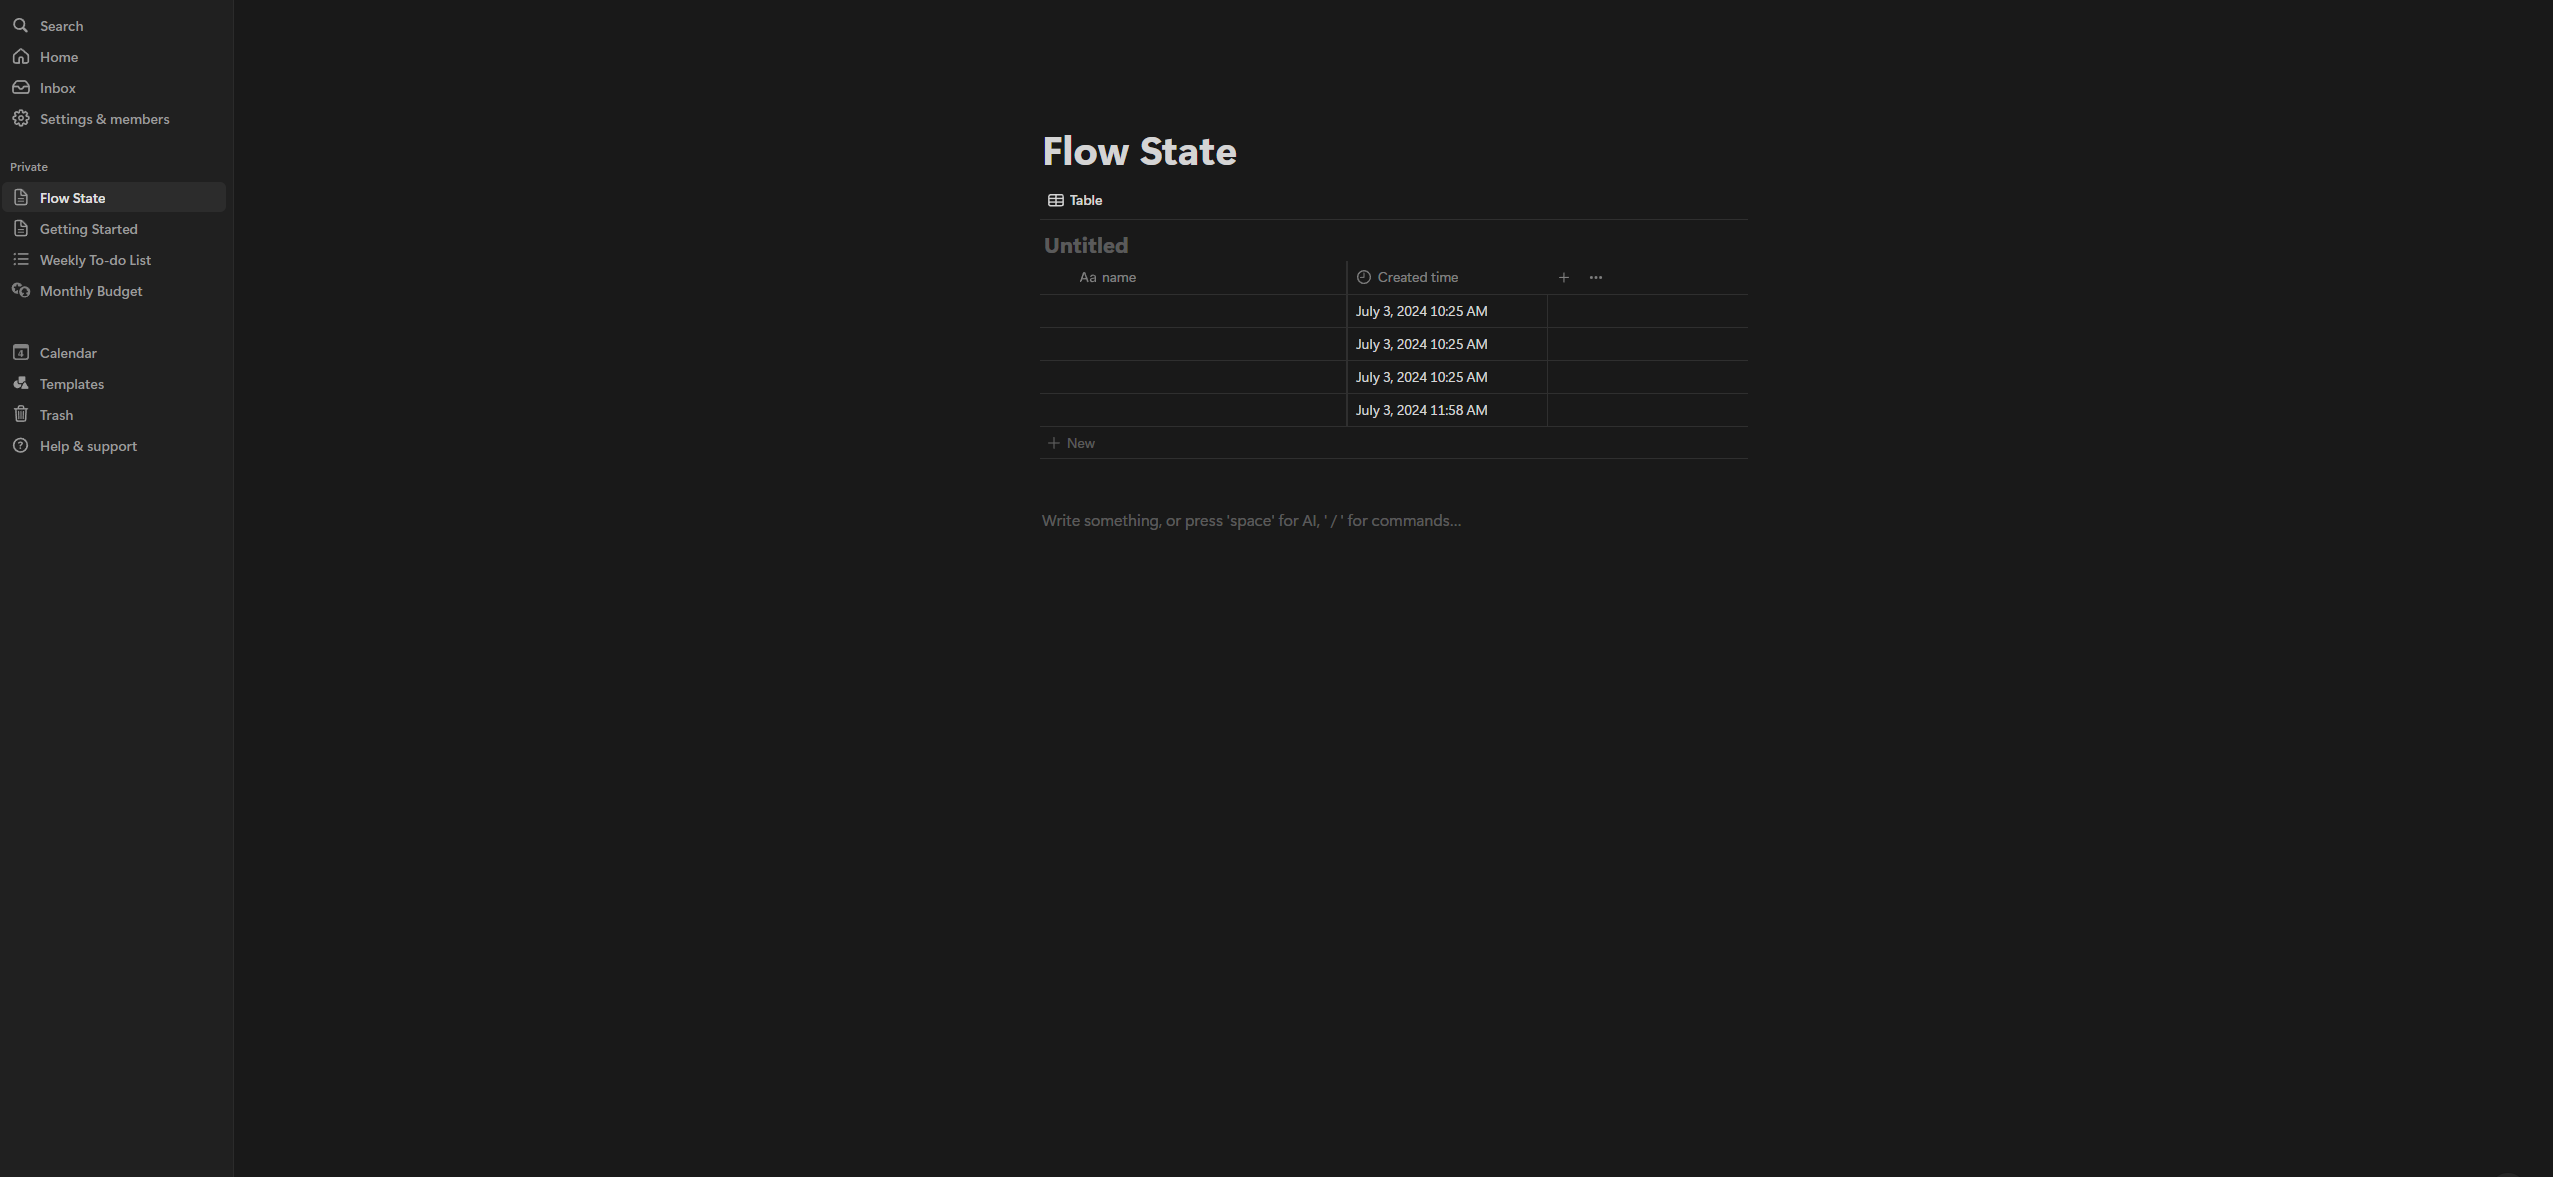 Search
Home
Inbox
Settings & members
Private
Flow State
Getting Started
Weekly To-do List
Monthly Budget
4 Calendar
Templates
Trash
Help & support
Flow State
Table
Untitled
Aa name Created time + ...
July 3, 2024 10:25 AM
July 3, 2024 10:25 AM
July 3, 2024 10:25 AM
July 3, 2024 11:58 AM
+ New
Write something, or press 'space' for AI, '/' for commands...